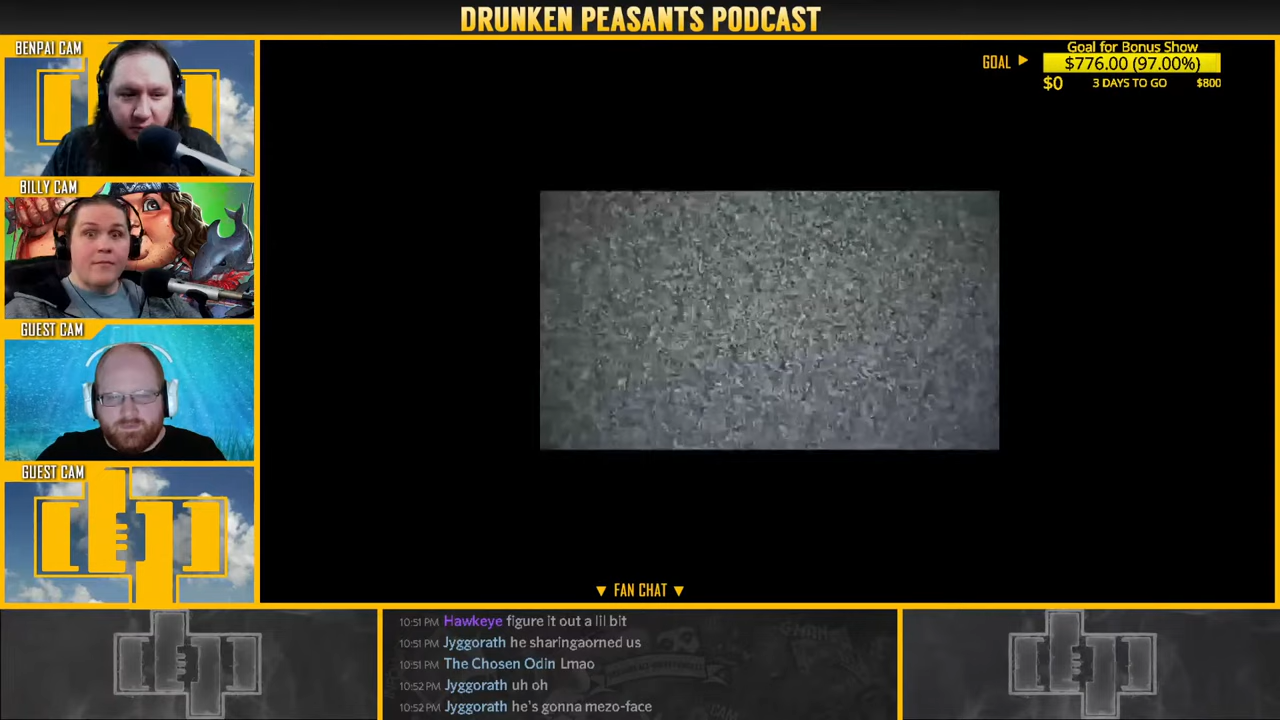 DRUNKEN PEASANTS PODCAST
BENPAI CAM
BILLY CAM
GUEST CAM
GUEST CAM
GOAL
Goal for Bonus Show
$776.00 (97.00%)
$0 3 DAYS TO GO $800
FAN CHAT
10:51 PM Hawkeye figure it out a lil bit
10:51 PM Jyggorath he sharingaorned us
10:51 PM The Chosen Odin Lmao
10:52 PM Jyggorath uh oh
10:52 PM Jyggorath he's gonna mezo-face